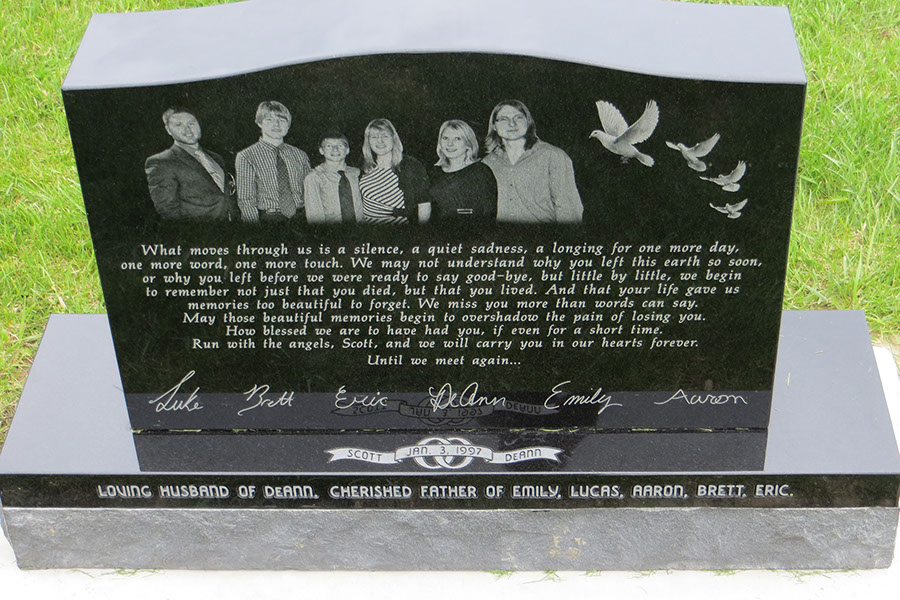 What moves through us is a silence, a quiet sadness, a longing for one more day,
one more word, one more touch. We may not understand why you left this earth so soon,
or why you left before we were ready to say good-bye, but little by little, we begin
to remember not just that you died, but that you lived. And that your life gave us
memories too beautiful to forget. We miss you more than words can say.
May those beautiful memories begin to overshadow the pain of losing you.
How blessed we are to have had you, if even for a short time.
Run with the angels, Scott, and we will carry you in our hearts forever.
Until we meet again...
Luke Brett Eric DeAnn Emily Aaron
SCOTT JAN. 3, 1997 DEANN
LOVING HUSBAND OF DEANN. CHERISHED FATHER OF EMILY, LUCAS, AARON, BRETT, ERIC.